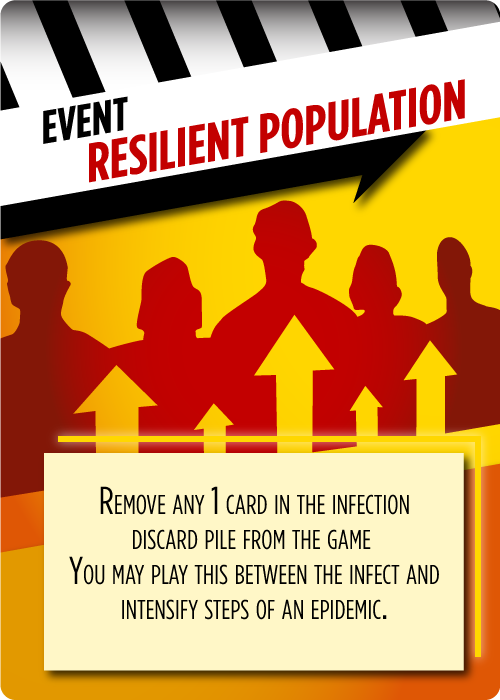 EVENT
RESILIENT POPULATION
REMOVE ANY 1 CARD IN THE INFECTION
DISCARD PILE FROM THE GAME
YOU MAY PLAY THIS BETWEEN THE INFECT AND
INTENSIFY STEPS OF AN EPIDEMIC.